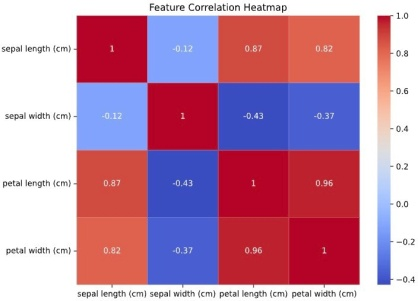 Feature Correlation Heatmap
sepal length (cm) 1 -0.12 0.87 0.82
sepal width (cm) -0.12 1 -0.43 -0.37
petal length (cm) 0.87 -0.43 1 0.96
petal width (cm) 0.82 -0.37 0.96 1
sepal length (cm) sepal width (cm) petal length (cm) petal width (cm)
1.0
0.8
0.6
0.4
0.2
0.0
−0.2
−0.4